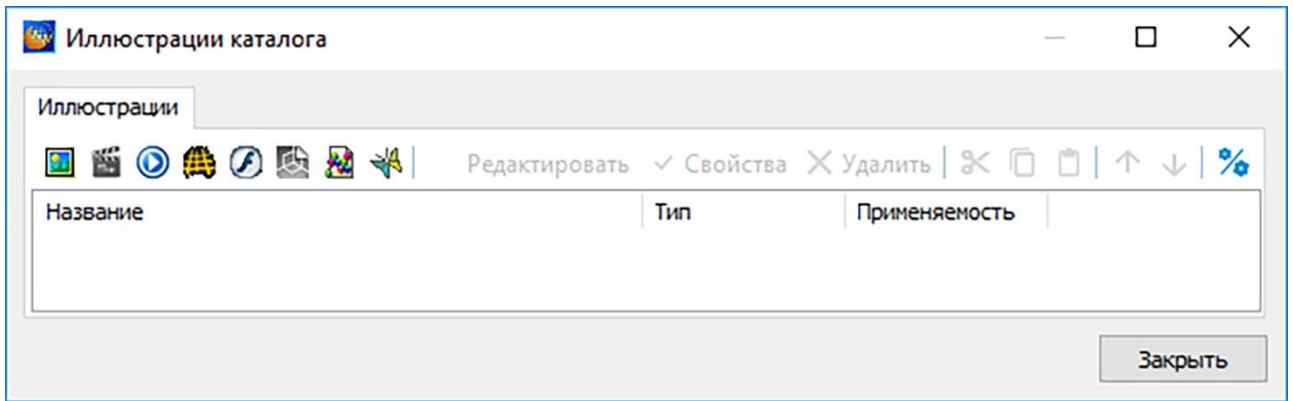 Иллюстрации каталога
Иллюстрации
Редактировать Свойства Удалить
Название Тип Применяемость
Закрыть